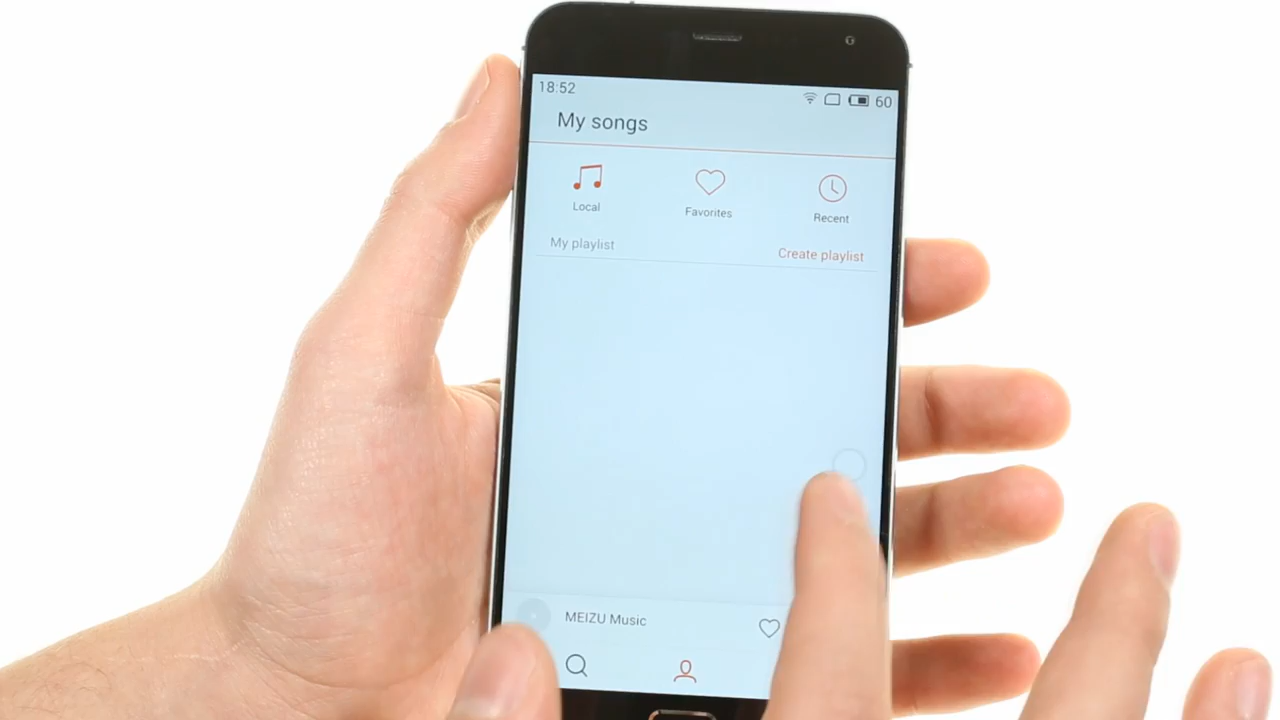 18:52
60
My songs
Local
Favorites
Recent
My playlist
Create playlist
MEIZU Music